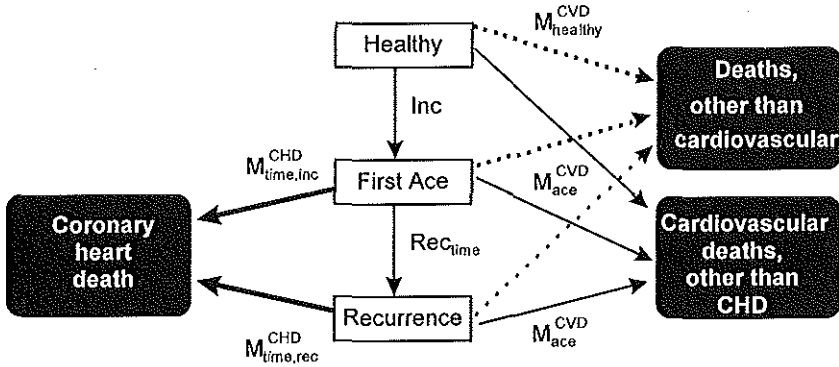 Healthy
M^CVD_healthy
Deaths,
other than
cardiovascular
Inc
M^CHD_time,inc
First Ace
M^CVD_ace
Coronary
heart
death
Rec_time
Cardiovascular
deaths,
other than
CHD
Recurrence
M^CHD_time,rec
M^CVD_ace